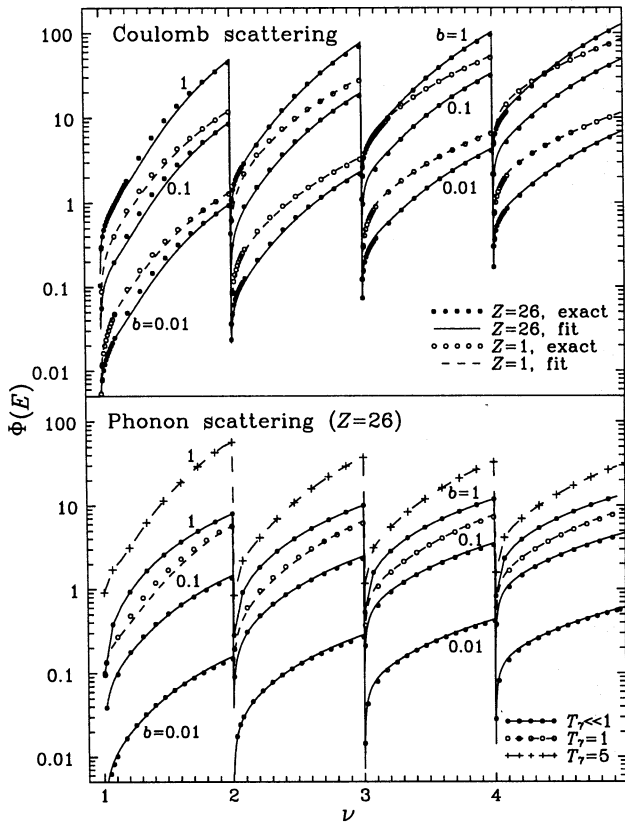 Coulomb scattering
100
10
1
0.1
0.01
1
0.1
b=0.01
b=1
0.1
0.01
Z=26, exact
Z=26, fit
Z=1, exact
Z=1, fit
Φ(E)
Phonon scattering (Z=26)
100
10
1
0.1
0.01
1
1
0.1
b=0.01
b=1
0.1
0.01
T₇<<1
T₇=1
T₇=5
1 2 3 4
ν